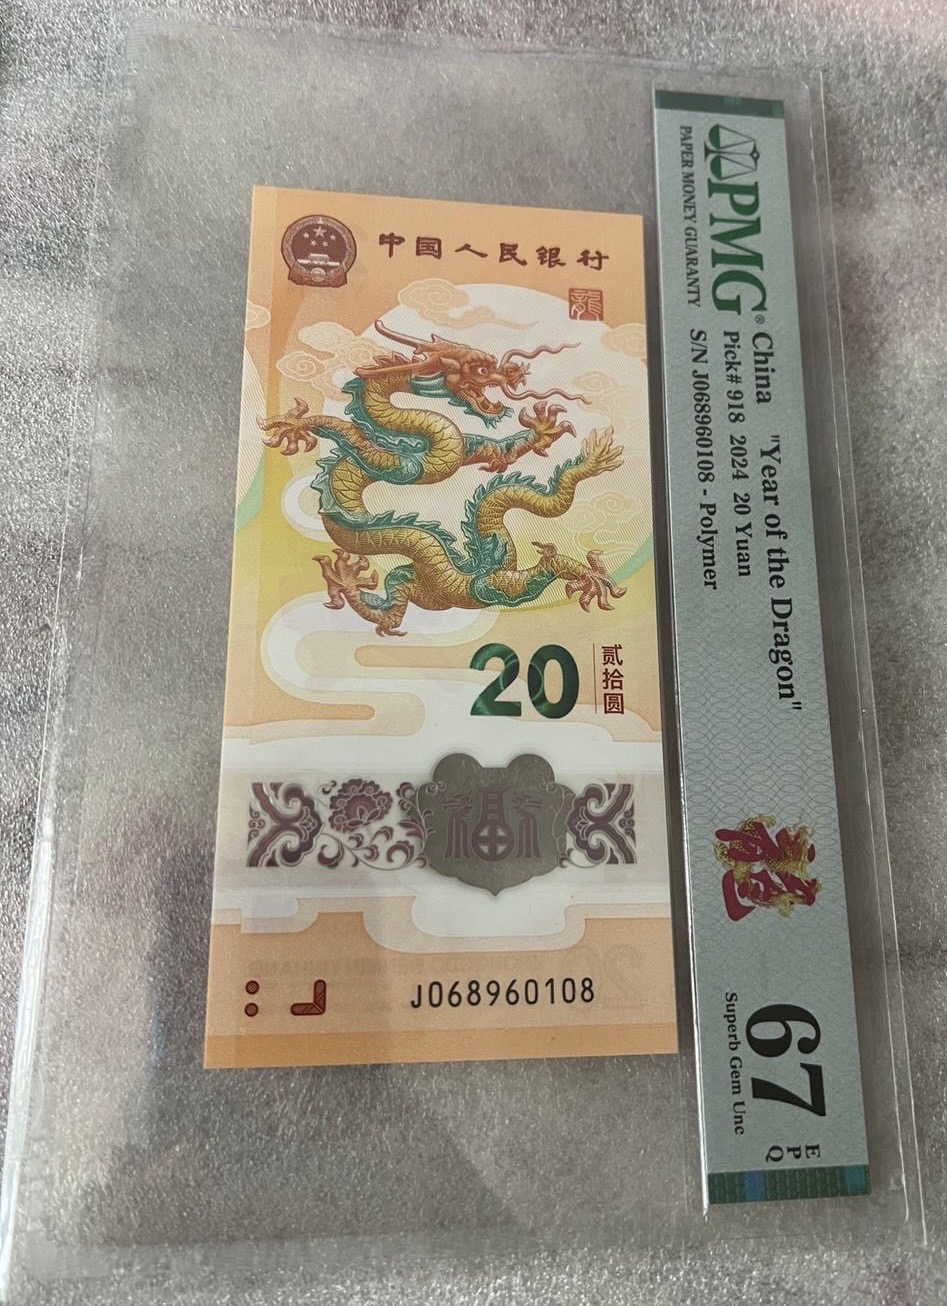 中国人民银行
龍
20
贰拾圆
福
J068960108
PMG®
PAPER MONEY GUARANTY
China "Year of the Dragon"
Pick# 918 2024 20 Yuan
S/N J068960108 - Polymer
67 EPQ
Superb Gem Unc